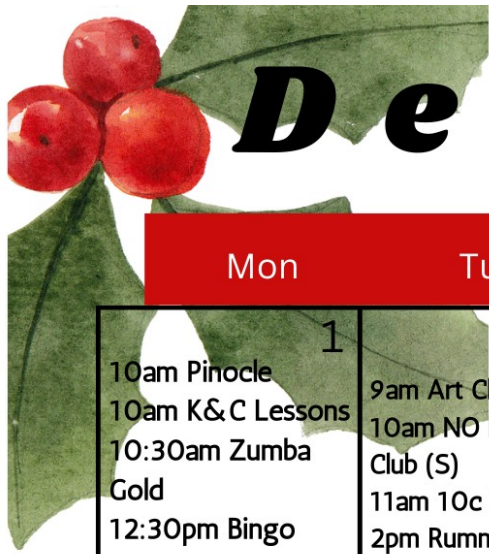 De
Mon
1
10am Pinocle
10am K&C Lessons
10:30am Zumba
Gold
12:30pm Bingo
9am Art
10am NO
Club (S)
11am 10c
2pm